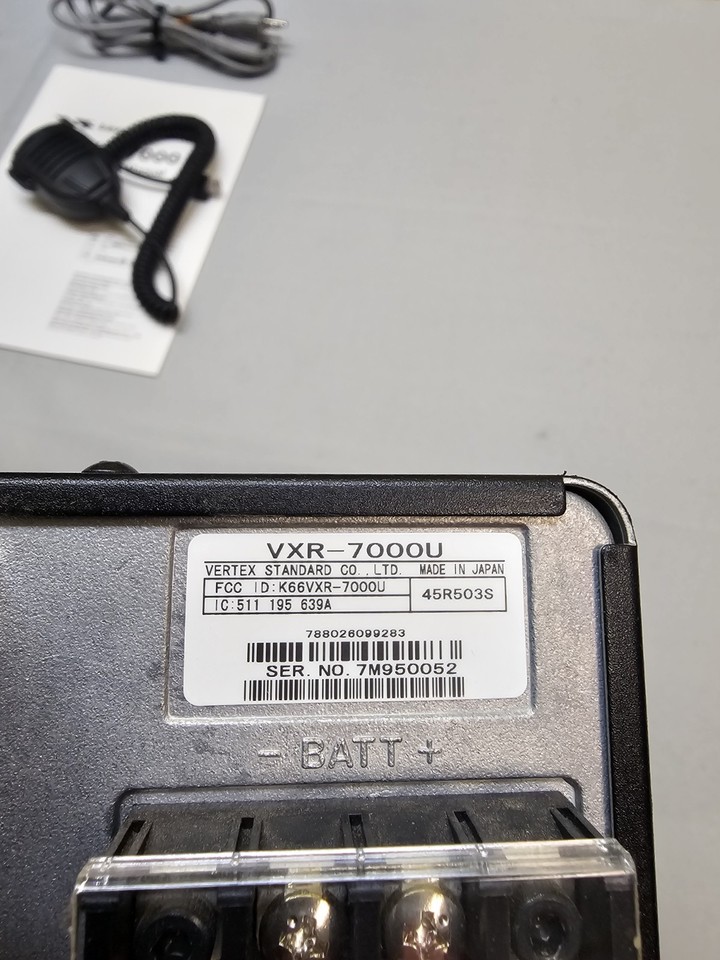 VXR-7000U
VERTEX STANDARD CO.,LTD. MADE IN JAPAN
FCC ID:K66VXR-7000U
45R503S
IC:511 195 639A
788026099283
SER. NO. 7M950052
- BATT +